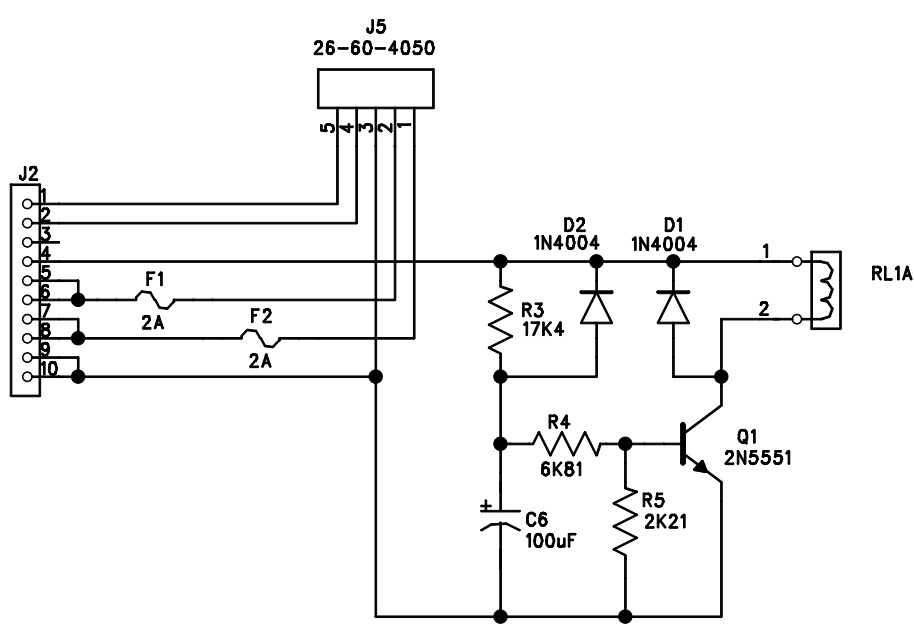 J5
26-60-4050
5 4 3 2 1
J2
1
2
3
4
5
6
7
8
9
10
F1
2A
F2
2A
D2
1N4004
D1
1N4004
1
2
RL1A
R3
17K4
R4
6K81
Q1
2N5551
+
C6
100uF
R5
2K21